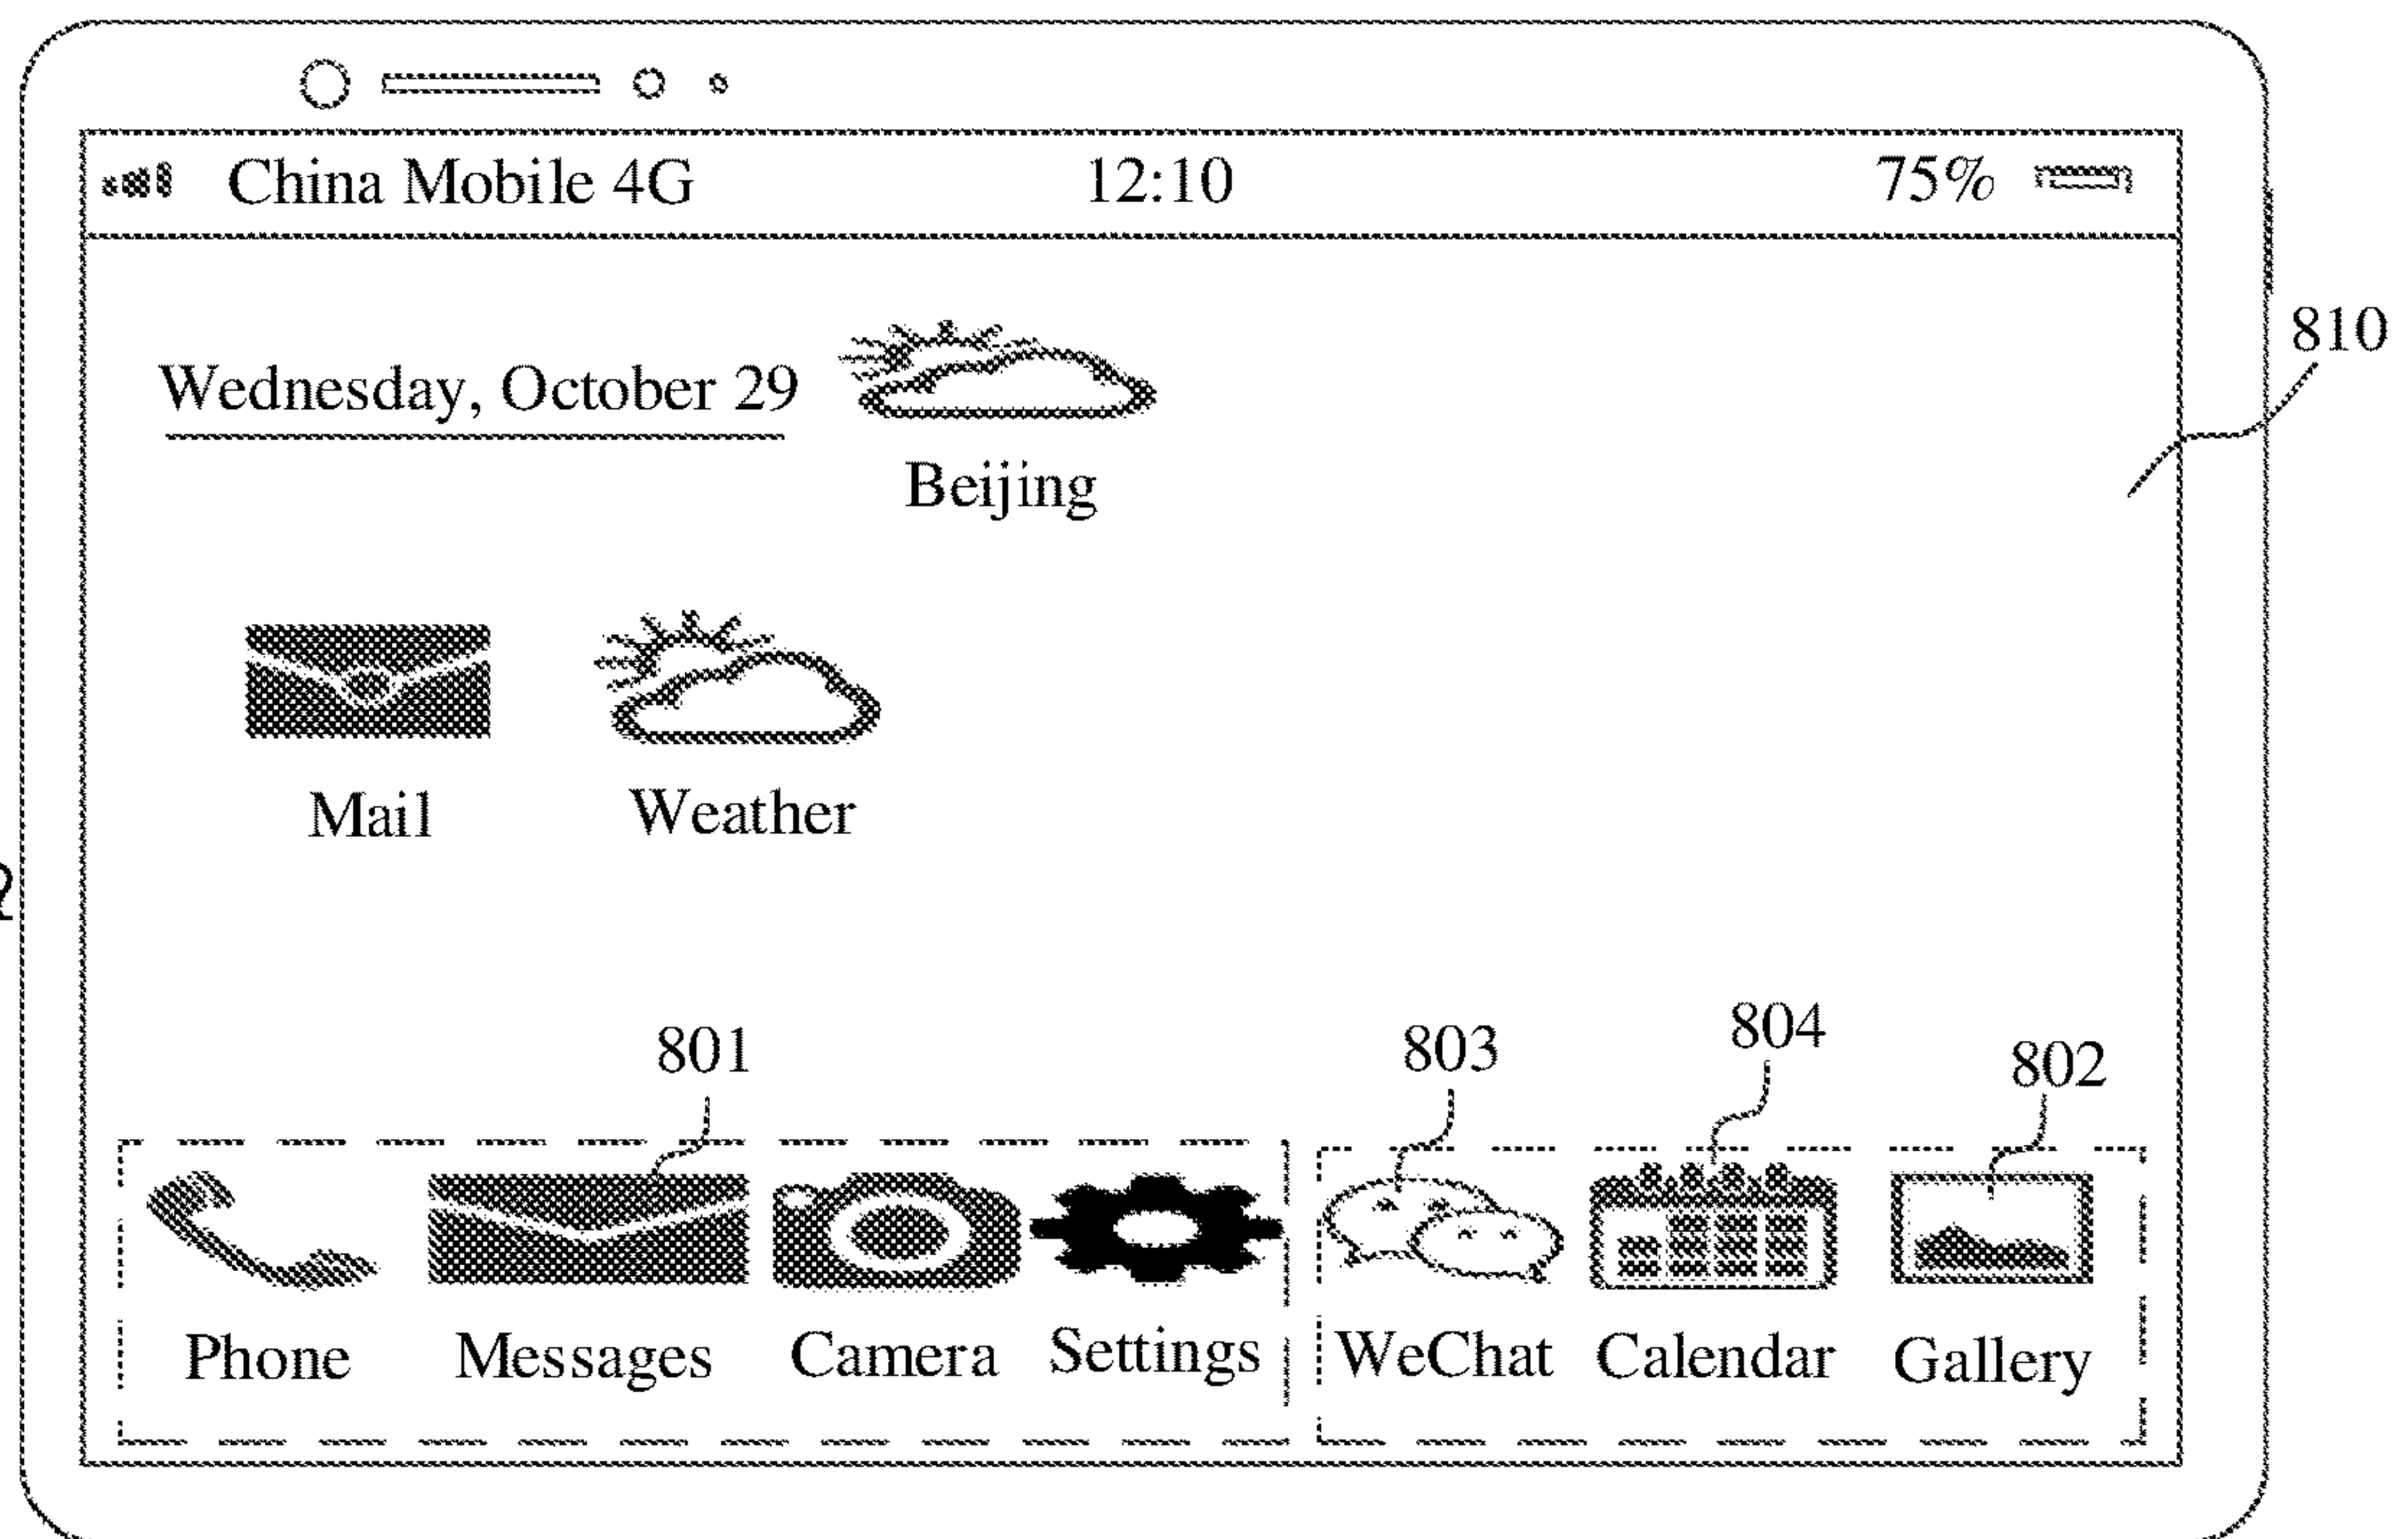 China Mobile 4G 12:10 75%
810
Wednesday, October 29
Beijing
Mail Weather
801 803 804 802
Phone Messages Camera Settings WeChat Calendar Gallery